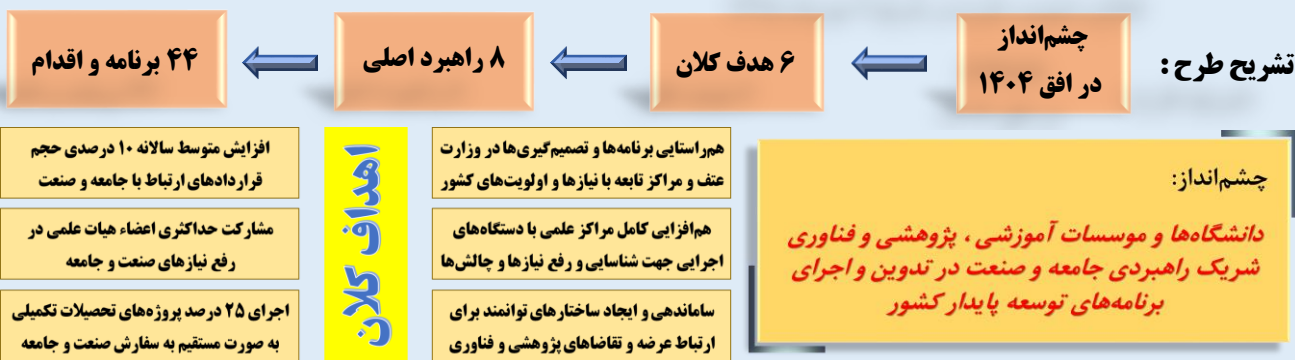 تشریح طرح :
چشم‌انداز
در افق ۱۴۰۴
۶ هدف کلان
۸ راهبرد اصلی
۴۴ برنامه و اقدام
چشم‌انداز:
دانشگاه‌ها و موسسات آموزشی ، پژوهشی و فناوری
شریک راهبردی جامعه و صنعت در تدوین و اجرای
برنامه‌های توسعه پایدار کشور
هم‌راستایی برنامه‌ها و تصمیم‌گیری‌ها در وزارت
عتف و مراکز تابعه با نیازها و اولویت‌های کشور
هم‌افزایی کامل مراکز علمی با دستگاه‌های
اجرایی جهت شناسایی و رفع نیازها و چالش‌ها
ساماندهی و ایجاد ساختارهای توانمند برای
ارتباط عرضه و تقاضاهای پژوهشی و فناوری
اهداف کلان
افزایش متوسط سالانه ۱۰ درصدی حجم
قراردادهای ارتباط با جامعه و صنعت
مشارکت حداکثری اعضاء هیات علمی در
رفع نیازهای صنعت و جامعه
اجرای ۲۵ درصد پروژه‌های تحصیلات تکمیلی
به صورت مستقیم به سفارش صنعت و جامعه